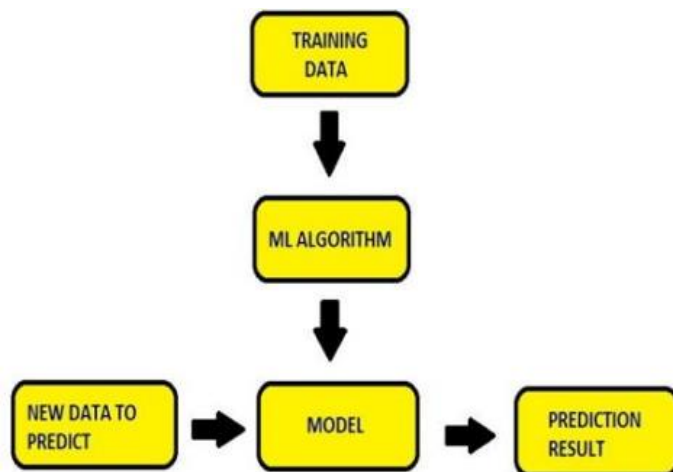 TRAINING
DATA
ML ALGORITHM
NEW DATA TO
PREDICT
MODEL
PREDICTION
RESULT